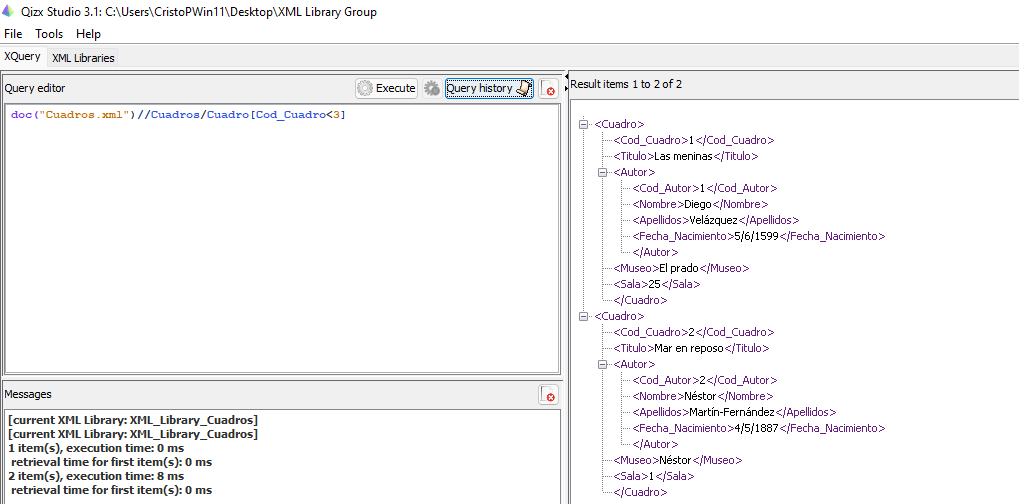 Qizx Studio 3.1: C:\Users\CristoPWin11\Desktop\XML Library Group
File Tools Help
XQuery XML Libraries
Query editor Execute Query history
doc("Cuadros.xml")//Cuadros/Cuadro[Cod_Cuadro<3]
Messages
[current XML Library: XML_Library_Cuadros]
[current XML Library: XML_Library_Cuadros]
1 item(s), execution time: 0 ms
retrieval time for first item(s): 0 ms
2 item(s), execution time: 8 ms
retrieval time for first item(s): 0 ms
Result items 1 to 2 of 2
<Cuadro>
<Cod_Cuadro>1</Cod_Cuadro>
<Titulo>Las meninas</Titulo>
<Autor>
<Cod_Autor>1</Cod_Autor>
<Nombre>Diego</Nombre>
<Apellidos>Velázquez</Apellidos>
<Fecha_Nacimiento>5/6/1599</Fecha_Nacimiento>
</Autor>
<Museo>El prado</Museo>
<Sala>25</Sala>
</Cuadro>
<Cuadro>
<Cod_Cuadro>2</Cod_Cuadro>
<Titulo>Mar en reposo</Titulo>
<Autor>
<Cod_Autor>2</Cod_Autor>
<Nombre>Néstor</Nombre>
<Apellidos>Martín-Fernández</Apellidos>
<Fecha_Nacimiento>4/5/1887</Fecha_Nacimiento>
</Autor>
<Museo>Néstor</Museo>
<Sala>1</Sala>
</Cuadro>